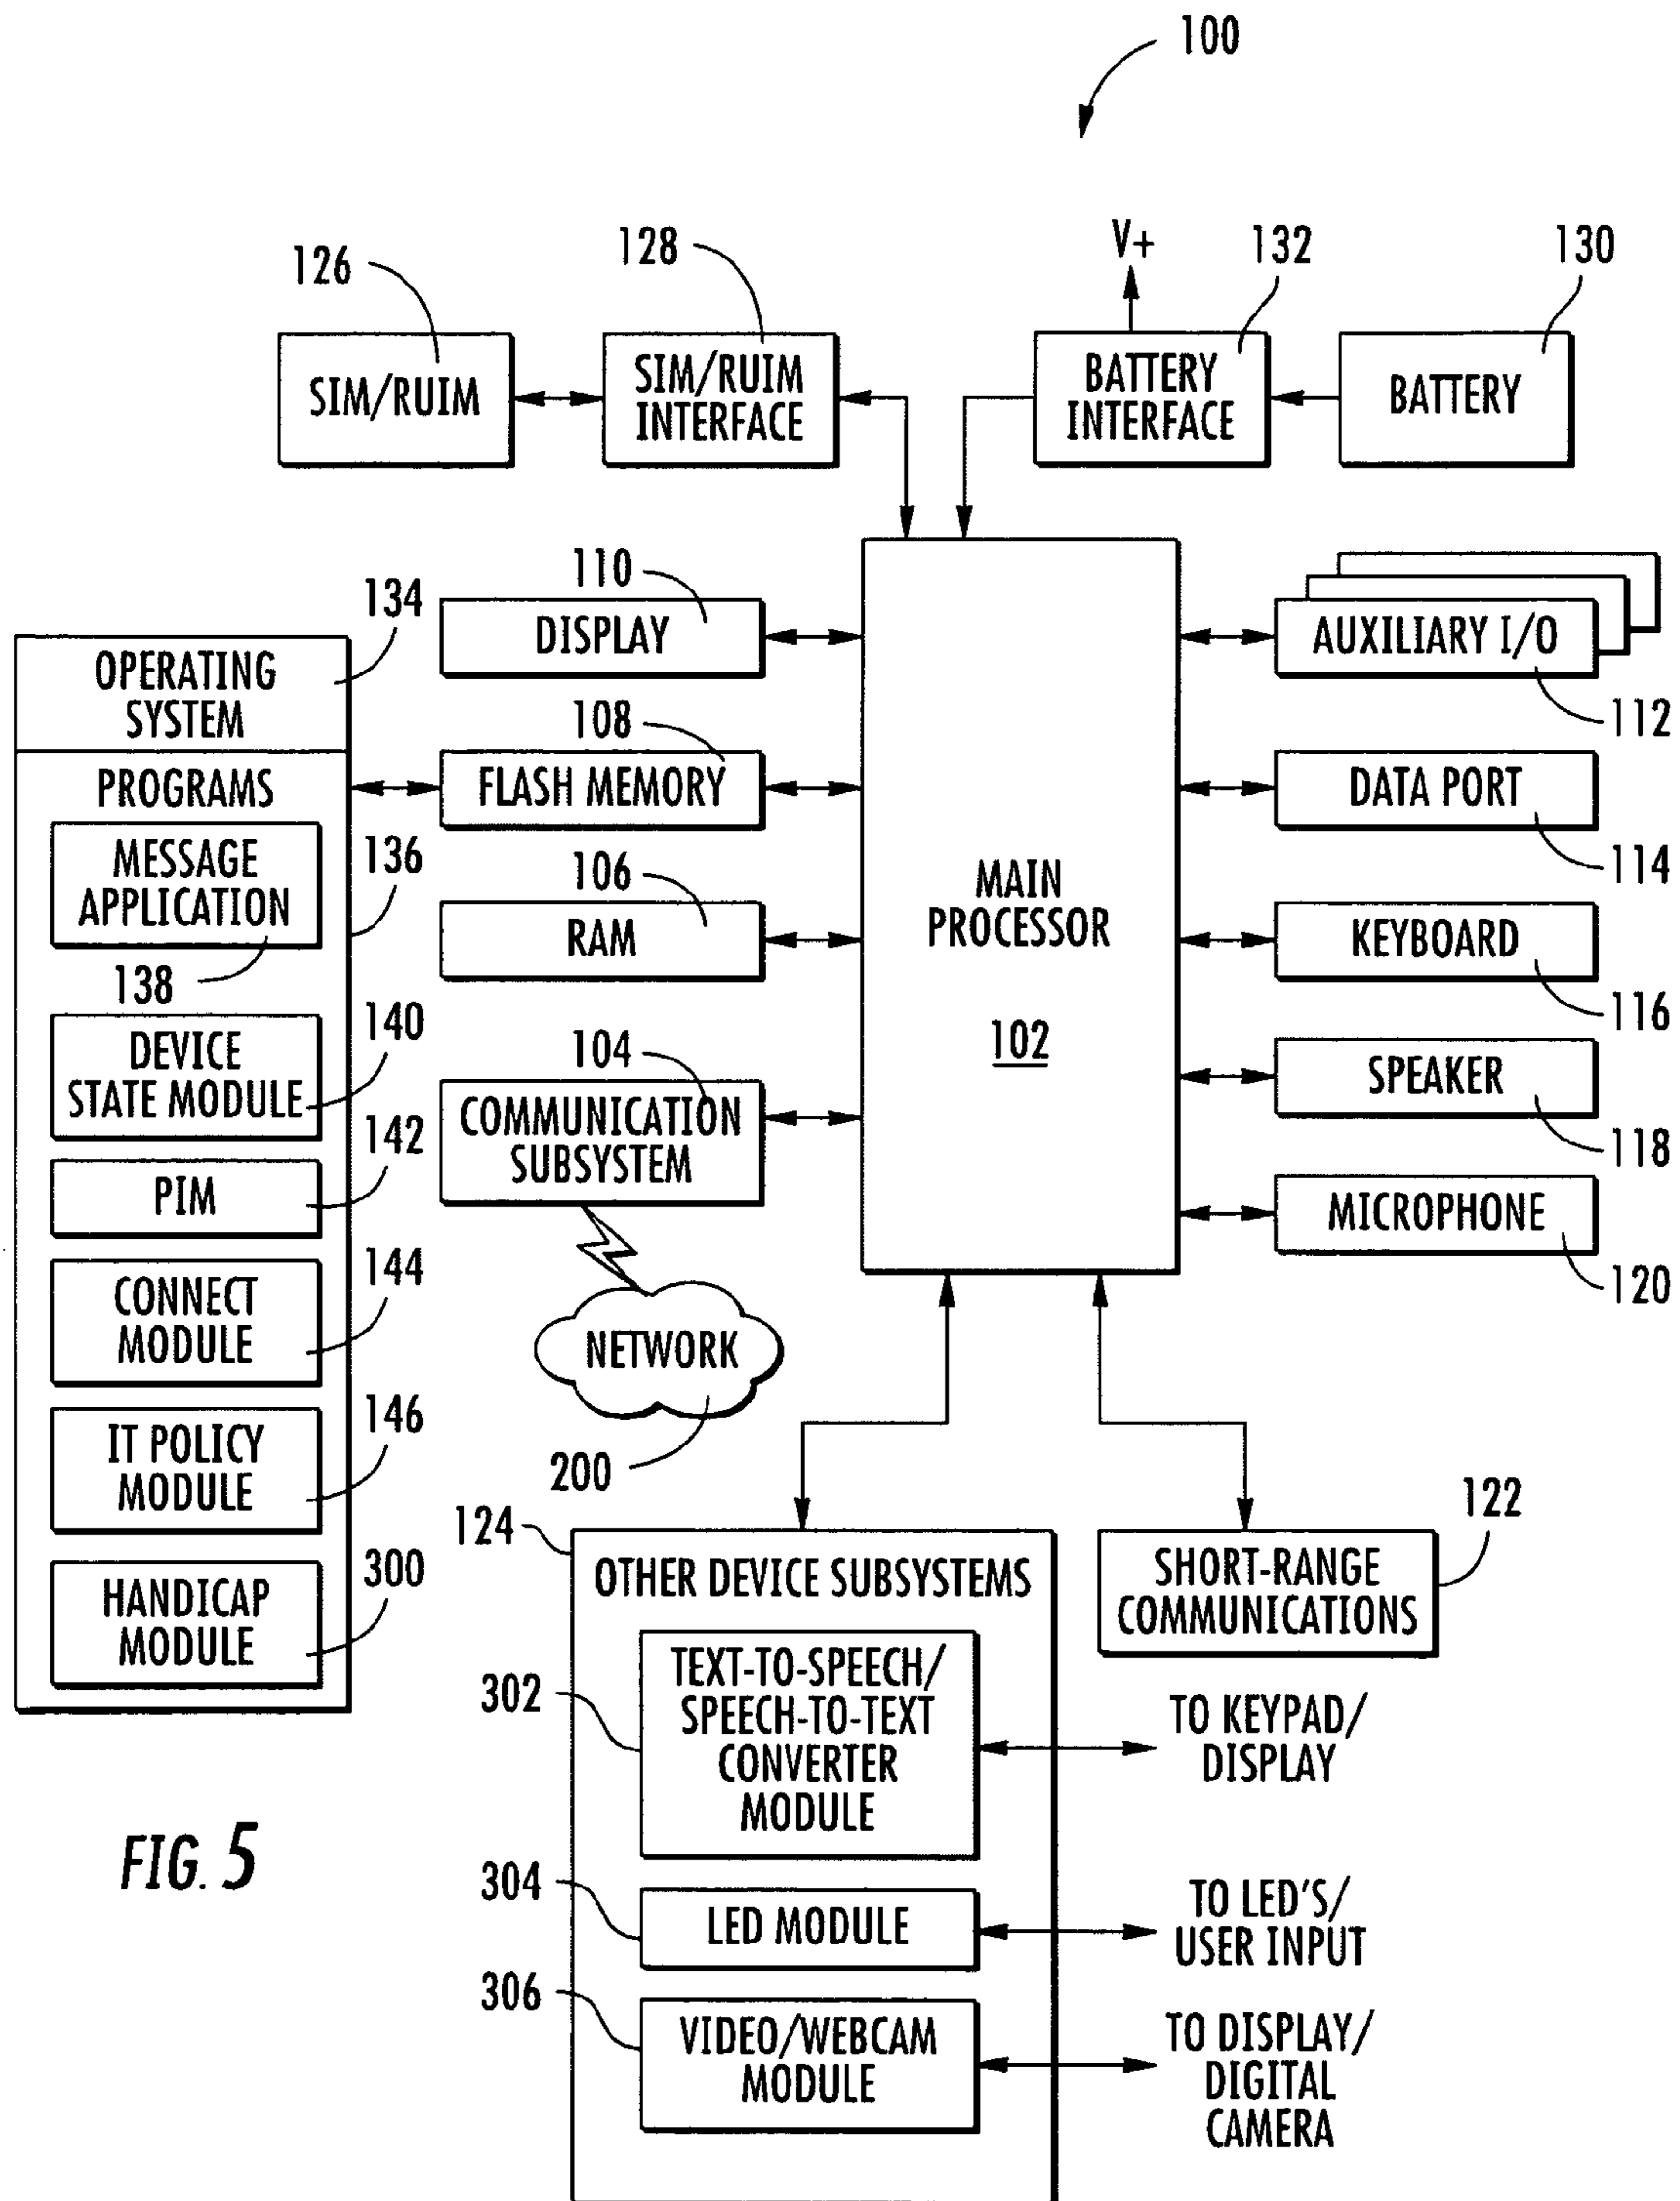 100
V+
126
128
132
130
SIM/RUIM
SIM/RUIM
INTERFACE
BATTERY
INTERFACE
BATTERY
134
OPERATING
SYSTEM
PROGRAMS
MESSAGE
APPLICATION
138
136
DEVICE
STATE MODULE
140
PIM
142
CONNECT
MODULE
144
IT POLICY
MODULE
146
HANDICAP
MODULE
300
110
DISPLAY
108
FLASH MEMORY
106
RAM
104
COMMUNICATION
SUBSYSTEM
NETWORK
200
MAIN
PROCESSOR
102
AUXILIARY I/O
112
DATA PORT
114
KEYBOARD
116
SPEAKER
118
MICROPHONE
120
124
OTHER DEVICE SUBSYSTEMS
302
TEXT-TO-SPEECH/
SPEECH-TO-TEXT
CONVERTER
MODULE
304
LED MODULE
306
VIDEO/WEBCAM
MODULE
122
SHORT-RANGE
COMMUNICATIONS
TO KEYPAD/
DISPLAY
TO LED'S/
USER INPUT
TO DISPLAY/
DIGITAL
CAMERA
FIG. 5